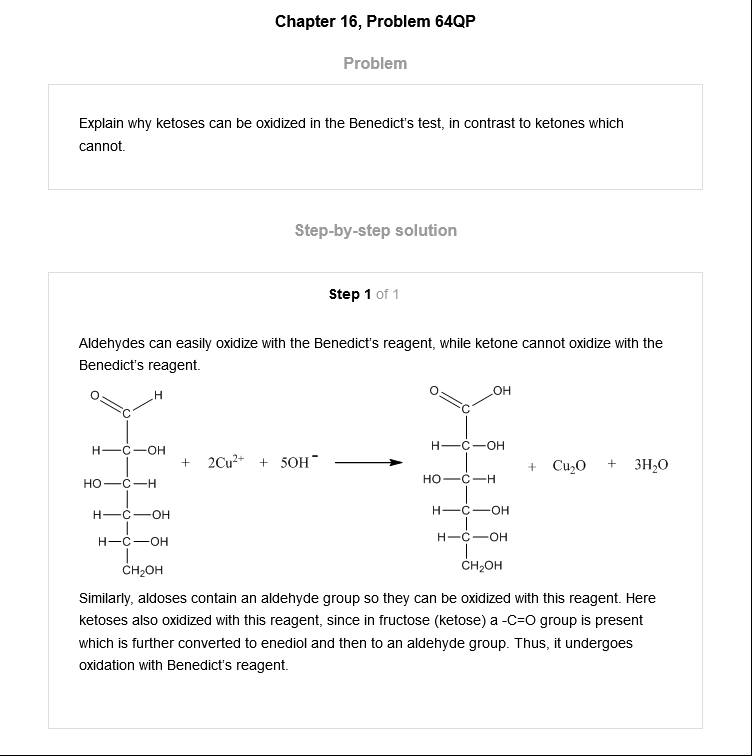 Chapter 16, Problem 64QP
Problem
Explain why ketoses can be oxidized in the Benedict's test, in contrast to ketones which
cannot.
Step-by-step solution
Step 1 of 1
Aldehydes can easily oxidize with the Benedict's reagent, while ketone cannot oxidize with the
Benedict's reagent.
O H O OH
C C
H—C—OH H—C—OH
+ 2Cu²⁺ + 5OH⁻ + Cu₂O + 3H₂O
HO—C—H HO—C—H
H—C—OH H—C—OH
H—C—OH H—C—OH
CH₂OH CH₂OH
Similarly, aldoses contain an aldehyde group so they can be oxidized with this reagent. Here
ketoses also oxidized with this reagent, since in fructose (ketose) a -C=O group is present
which is further converted to enediol and then to an aldehyde group. Thus, it undergoes
oxidation with Benedict's reagent.